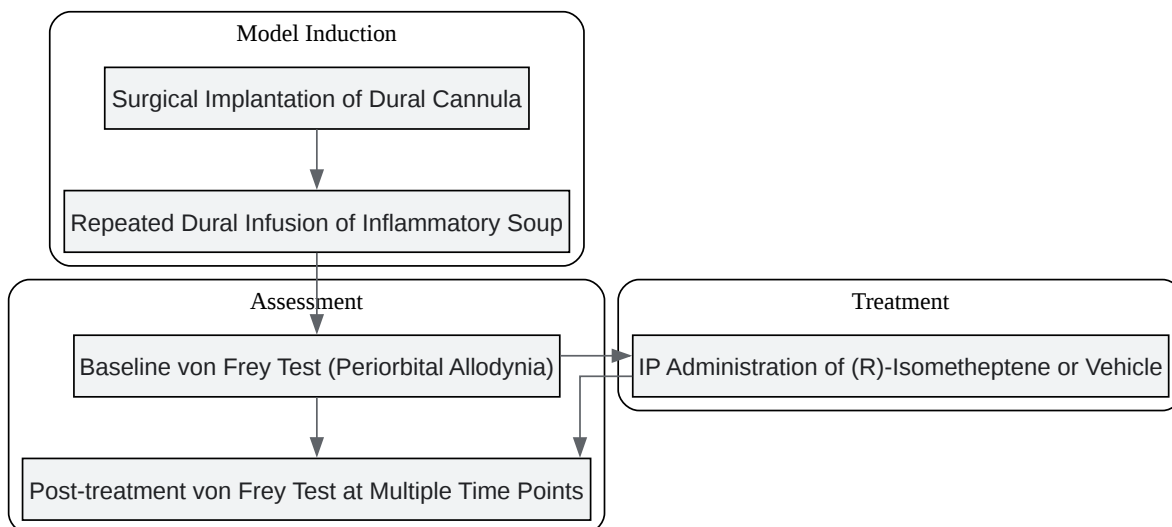 Model Induction
Surgical Implantation of Dural Cannula
Repeated Dural Infusion of Inflammatory Soup
Assessment
Baseline von Frey Test (Periorbital Allodynia)
Post-treatment von Frey Test at Multiple Time Points
Treatment
IP Administration of (R)-Isometheptene or Vehicle